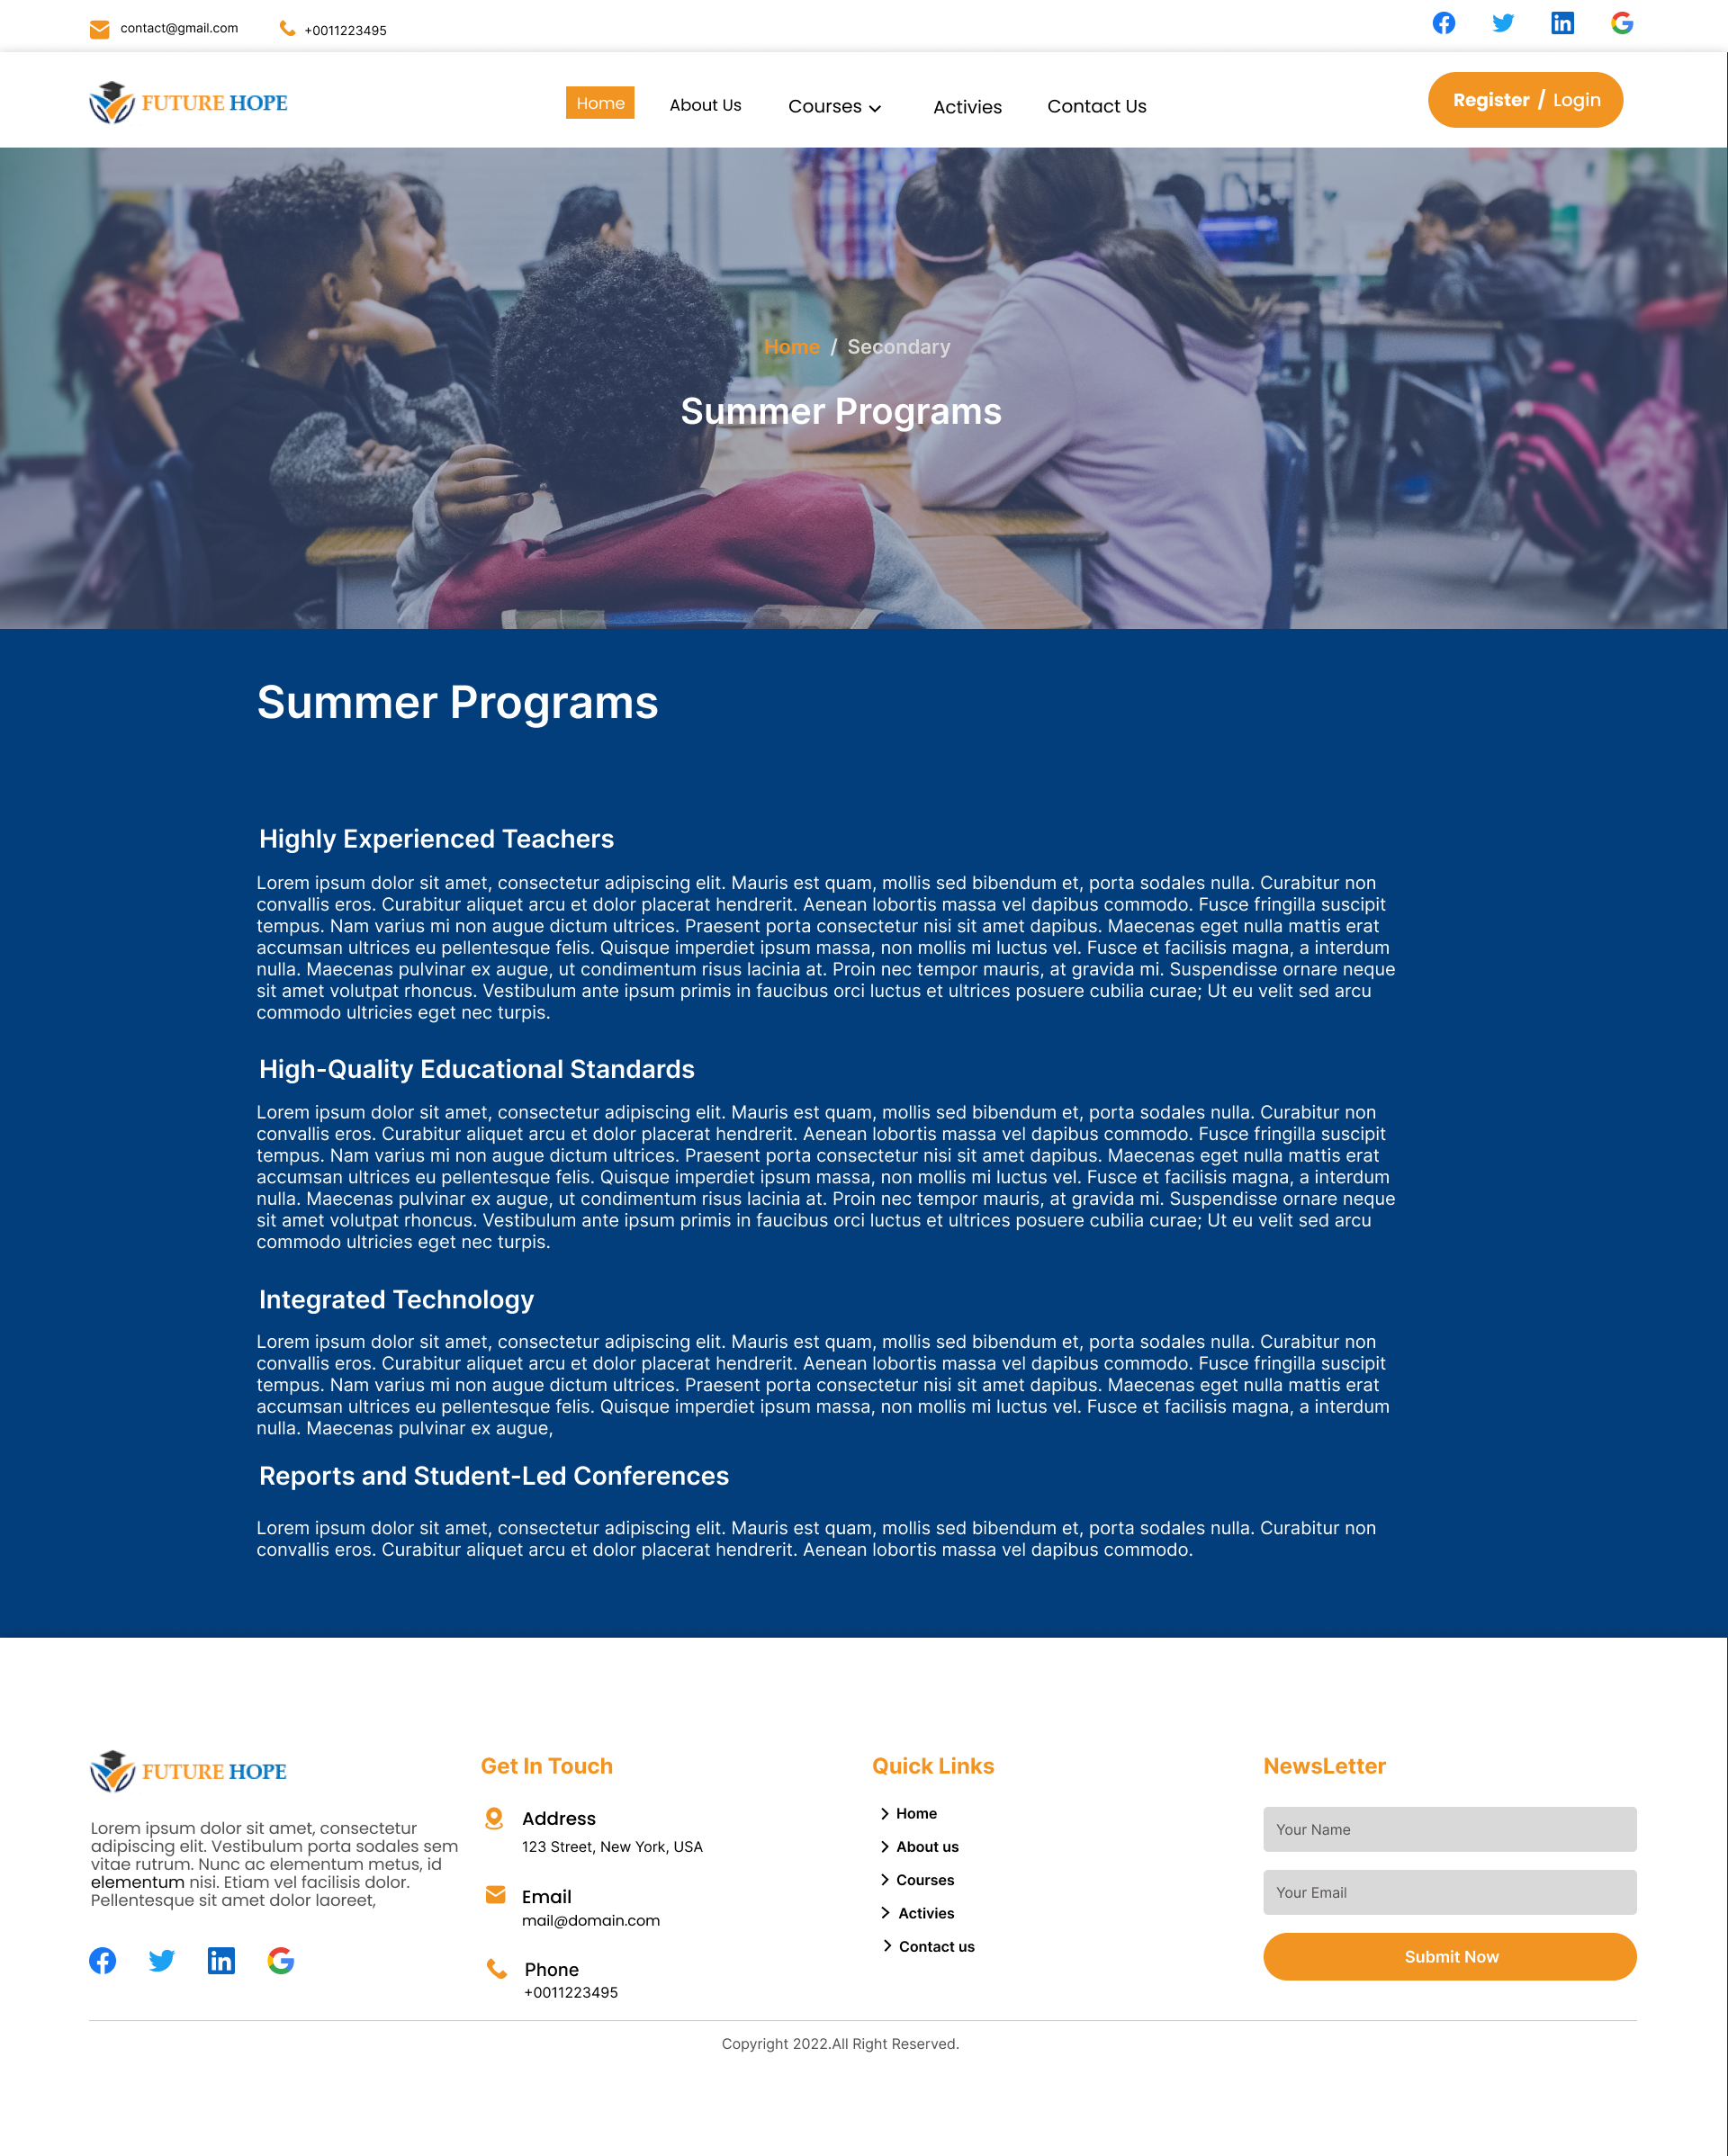 contact@gmail.com
+0011223495
FUTURE HOPE
Home
About Us
Courses
Activies
Contact Us
Register / Login
Home / Secondary
Summer Programs
Summer Programs
Highly Experienced Teachers
Lorem ipsum dolor sit amet, consectetur adipiscing elit. Mauris est quam, mollis sed bibendum et, porta sodales nulla. Curabitur non
convallis eros. Curabitur aliquet arcu et dolor placerat hendrerit. Aenean lobortis massa vel dapibus commodo. Fusce fringilla suscipit
tempus. Nam varius mi non augue dictum ultrices. Praesent porta consectetur nisi sit amet dapibus. Maecenas eget nulla mattis erat
accumsan ultrices eu pellentesque felis. Quisque imperdiet ipsum massa, non mollis mi luctus vel. Fusce et facilisis magna, a interdum
nulla. Maecenas pulvinar ex augue, ut condimentum risus lacinia at. Proin nec tempor mauris, at gravida mi. Suspendisse ornare neque
sit amet volutpat rhoncus. Vestibulum ante ipsum primis in faucibus orci luctus et ultrices posuere cubilia curae; Ut eu velit sed arcu
commodo ultricies eget nec turpis.
High-Quality Educational Standards
Lorem ipsum dolor sit amet, consectetur adipiscing elit. Mauris est quam, mollis sed bibendum et, porta sodales nulla. Curabitur non
convallis eros. Curabitur aliquet arcu et dolor placerat hendrerit. Aenean lobortis massa vel dapibus commodo. Fusce fringilla suscipit
tempus. Nam varius mi non augue dictum ultrices. Praesent porta consectetur nisi sit amet dapibus. Maecenas eget nulla mattis erat
accumsan ultrices eu pellentesque felis. Quisque imperdiet ipsum massa, non mollis mi luctus vel. Fusce et facilisis magna, a interdum
nulla. Maecenas pulvinar ex augue, ut condimentum risus lacinia at. Proin nec tempor mauris, at gravida mi. Suspendisse ornare neque
sit amet volutpat rhoncus. Vestibulum ante ipsum primis in faucibus orci luctus et ultrices posuere cubilia curae; Ut eu velit sed arcu
commodo ultricies eget nec turpis.
Integrated Technology
Lorem ipsum dolor sit amet, consectetur adipiscing elit. Mauris est quam, mollis sed bibendum et, porta sodales nulla. Curabitur non
convallis eros. Curabitur aliquet arcu et dolor placerat hendrerit. Aenean lobortis massa vel dapibus commodo. Fusce fringilla suscipit
tempus. Nam varius mi non augue dictum ultrices. Praesent porta consectetur nisi sit amet dapibus. Maecenas eget nulla mattis erat
accumsan ultrices eu pellentesque felis. Quisque imperdiet ipsum massa, non mollis mi luctus vel. Fusce et facilisis magna, a interdum
nulla. Maecenas pulvinar ex augue,
Reports and Student-Led Conferences
Lorem ipsum dolor sit amet, consectetur adipiscing elit. Mauris est quam, mollis sed bibendum et, porta sodales nulla. Curabitur non
convallis eros. Curabitur aliquet arcu et dolor placerat hendrerit. Aenean lobortis massa vel dapibus commodo.
FUTURE HOPE
Lorem ipsum dolor sit amet, consectetur
adipiscing elit. Vestibulum porta sodales sem
vitae rutrum. Nunc ac elementum metus, id
elementum nisi. Etiam vel facilisis dolor.
Pellentesque sit amet dolor laoreet,
Get In Touch
Address
123 Street, New York, USA
Email
mail@domain.com
Phone
+0011223495
Quick Links
Home
About us
Courses
Activies
Contact us
NewsLetter
Your Name
Your Email
Submit Now
Copyright 2022.All Right Reserved.